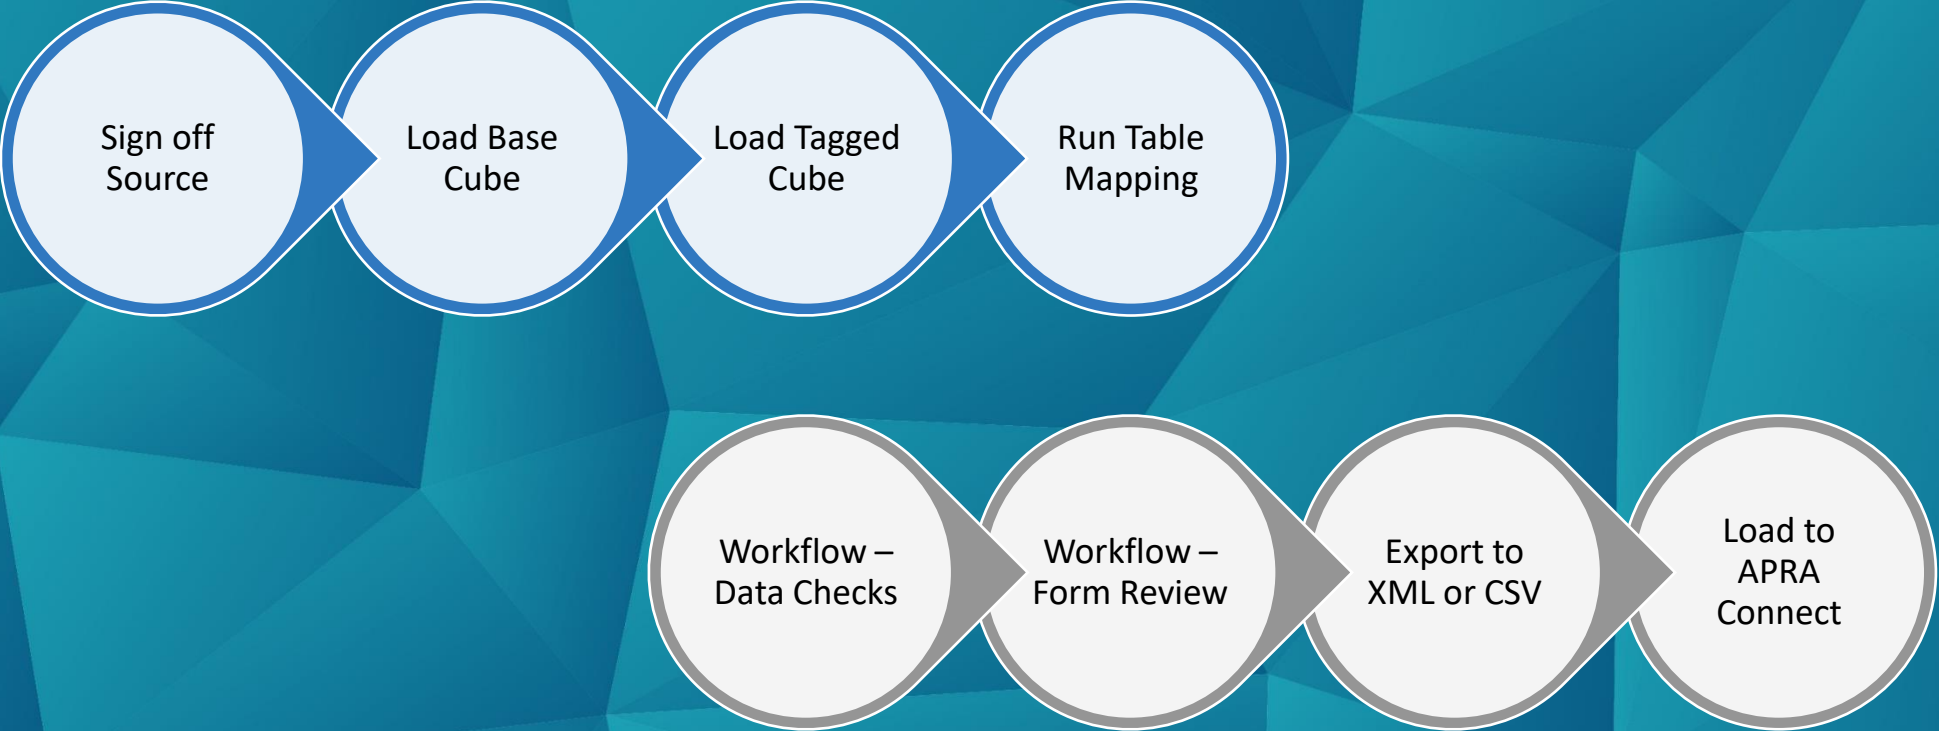 Sign off
Source
Load Base
Cube
Load Tagged
Cube
Run Table
Mapping
Workflow –
Data Checks
Workflow –
Form Review
Export to
XML or CSV
Load to
APRA
Connect